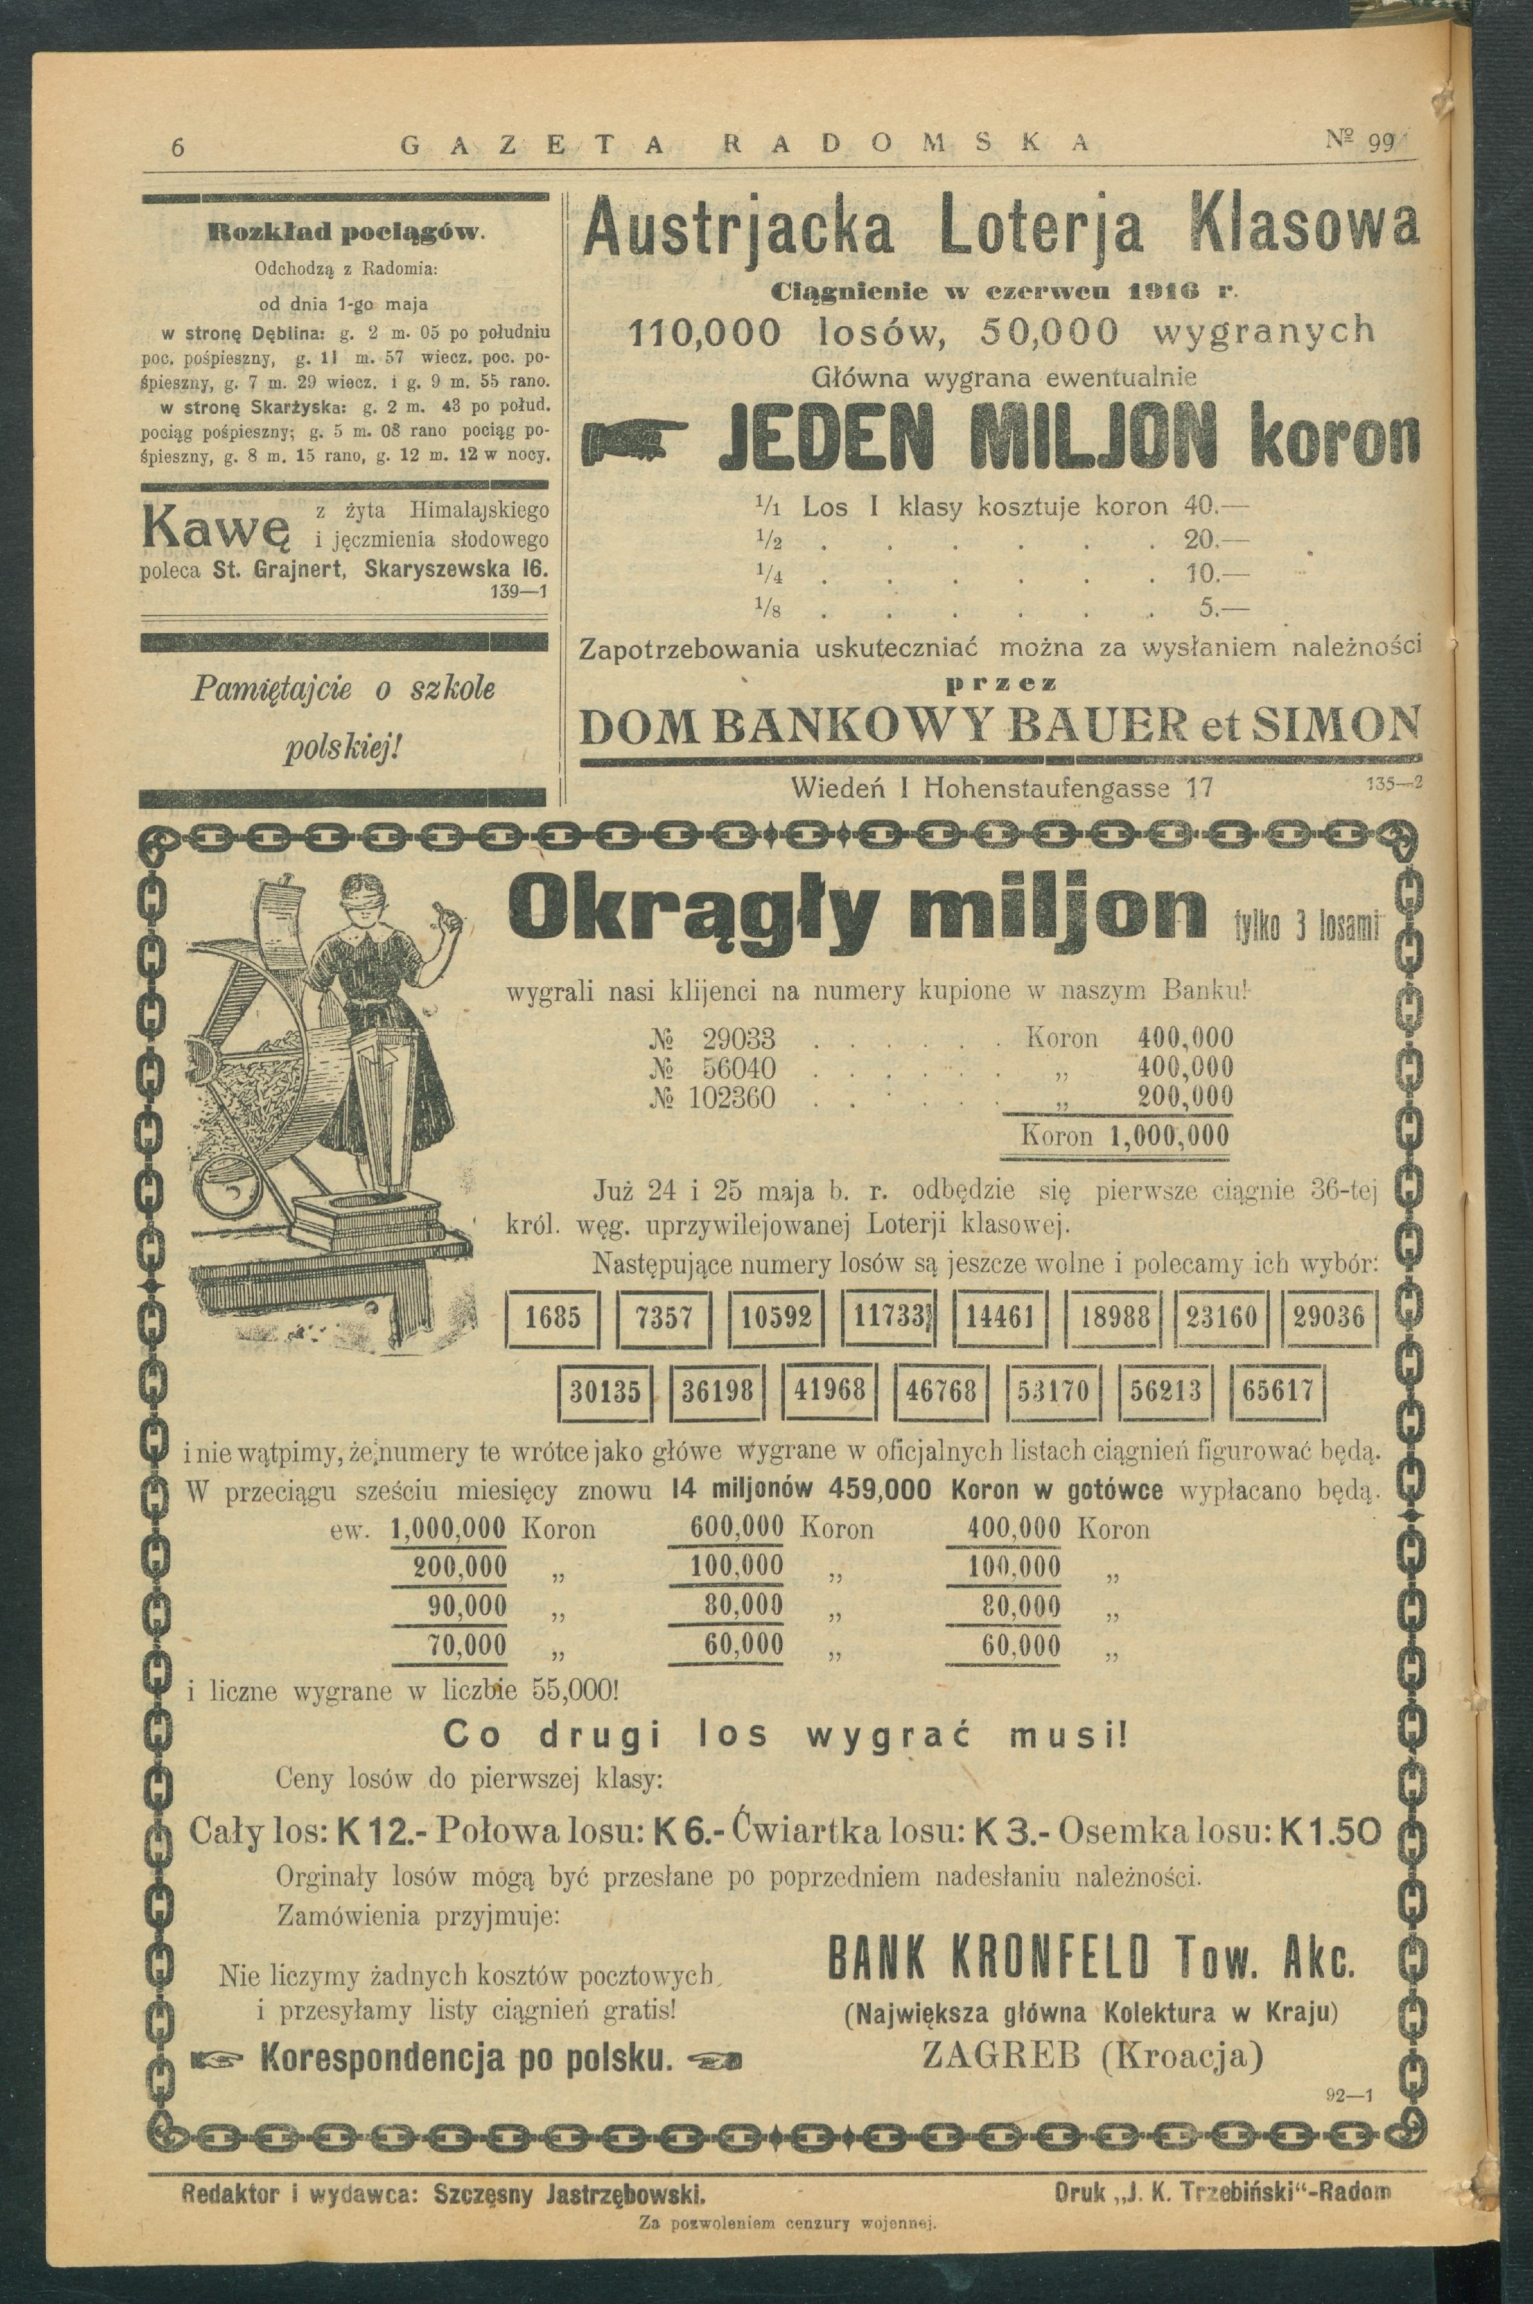 6 GAZETA RADOMSKA № 99
Rozkład pociągów.
Odchodzą z Radomia:
od dnia 1-go maja
w stronę Dęblina: g. 2 m. 05 po południu
poc. pośpieszny, g. 11 m. 57 wiecz. poc. po-
śpieszny, g. 7 m. 29 wiecz. i g. 9 m. 55 rano.
w stronę Skarżyska: g. 2 m. 43 po połud.
pociąg pośpieszny; g. 5 m. 08 rano pociąg po-
śpieszny, g. 8 m. 15 rano, g. 12 m. 12 w nocy.
Kawę z żyta Himalajskiego
i jęczmienia słodowego
poleca St. Grajnert, Skaryszewska 16.
139—1
Pamiętajcie o szkole
polskiej!
Austrjacka Loterja Klasowa
Ciągnienie w czerwcu 1916 r.
110,000 losów, 50,000 wygranych
Główna wygrana ewentualnie
JEDEN MILJON koron
1/1 Los I klasy kosztuje koron 40.—
1/2 . . . . . . 20.—
1/4 . . . . . . 10.—
1/8 . . . . . . 5.—
Zapotrzebowania uskuteczniać można za wysłaniem należności
przez
DOM BANKOWY BAUER et SIMON
Wiedeń I Hohenstaufengasse 17 135—2
Okrągły miljon tylko 3 losami
wygrali nasi klijenci na numery kupione w naszym Banku!
№ 29033 . . . . . . Koron 400,000
№ 56040 . . . . . . „ 400,000
№ 102360 . . . . . . „ 200,000
Koron 1,000,000
Już 24 i 25 maja b. r. odbędzie się pierwsze ciągnie 36-tej
król. węg. uprzywilejowanej Loterji klasowej.
Następujące numery losów są jeszcze wolne i polecamy ich wybór:
1685 7357 10592 11733 14461 18988 23160 29036
30135 36198 41968 46768 53170 56213 65617
i nie wątpimy, że numery te wrótce jako główe wygrane w oficjalnych listach ciągnień figurować będą.
W przeciągu sześciu miesięcy znowu 14 miljonów 459,000 Koron w gotówce wypłacano będą.
ew. 1,000,000 Koron 600,000 Koron 400,000 Koron
200,000 „ 100,000 „ 100,000 „
90,000 „ 80,000 „ 80,000 „
70,000 „ 60,000 „ 60,000 „
i liczne wygrane w liczbie 55,000!
Co drugi los wygrać musi!
Ceny losów do pierwszej klasy:
Cały los: K 12.- Połowa losu: K 6.- Ćwiartka losu: K 3.- Osemka losu: K 1.50
Orginały losów mogą być przesłane po poprzedniem nadesłaniu należności.
Zamówienia przyjmuje:
Nie liczymy żadnych kosztów pocztowych
i przesyłamy listy ciągnień gratis!
Korespondencja po polsku.
BANK KRONFELD Tow. Akc.
(Największa główna Kolektura w Kraju)
ZAGREB (Kroacja)
92—1
Redaktor i wydawca: Szczęsny Jastrzębowski. Druk „J. K. Trzebiński“-Radom
Za pozwoleniem cenzury wojennej.